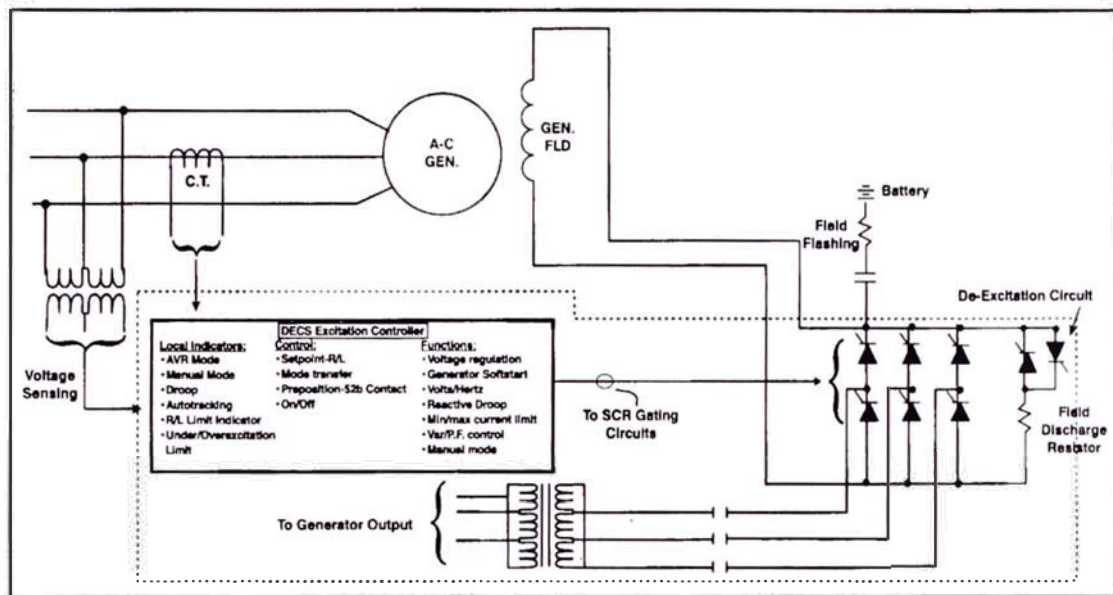 A-C
GEN.
GEN.
FLD
C.T.
Battery
Field
Flashing
De-Excitation Circuit
Voltage
Sensing
DECS Excitation Controller
Local Indicators:
• AVR Mode
• Manual Mode
• Droop
• Autotracking
• R/L Limit Indicator
• Under/Overexcitation
Limit
Control:
• Setpoint-R/L
• Mode transfer
• Preposition-52b Contact
• On/Off
Functions:
• Voltage regulation
• Generator Softstart
• Volts/Hertz
• Reactive Droop
• Min/max current limit
• Var/P.F. control
• Manual mode
To SCR Gating
Circuits
Field
Discharge
Resistor
To Generator Output